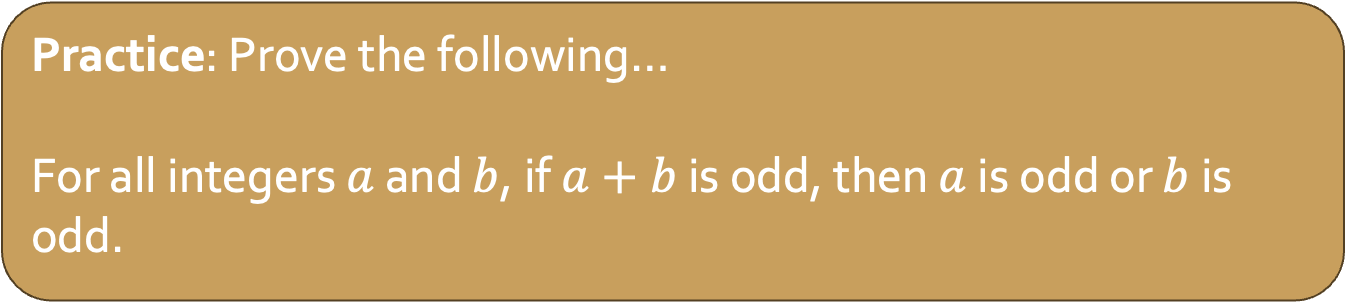 Practice: Prove the following...
For all integers a and b, if a + b is odd, then a is odd or b is
odd.